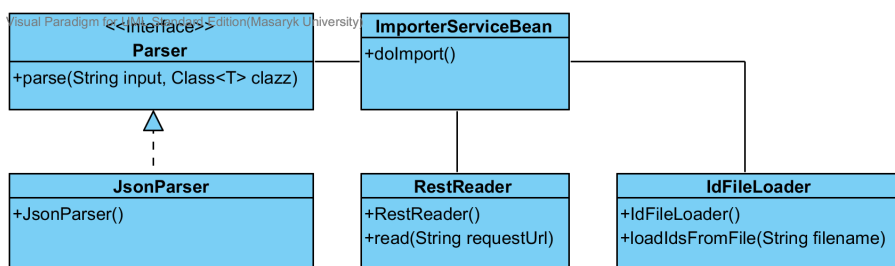 Visual Paradigm for UML Standard Edition(Masaryk University)
<<interface>>
Parser
+parse(String input, Class<T> clazz)
ImporterServiceBean
+doImport()
JsonParser
+JsonParser()
RestReader
+RestReader()
+read(String requestUrl)
IdFileLoader
+IdFileLoader()
+loadIdsFromFile(String filename)